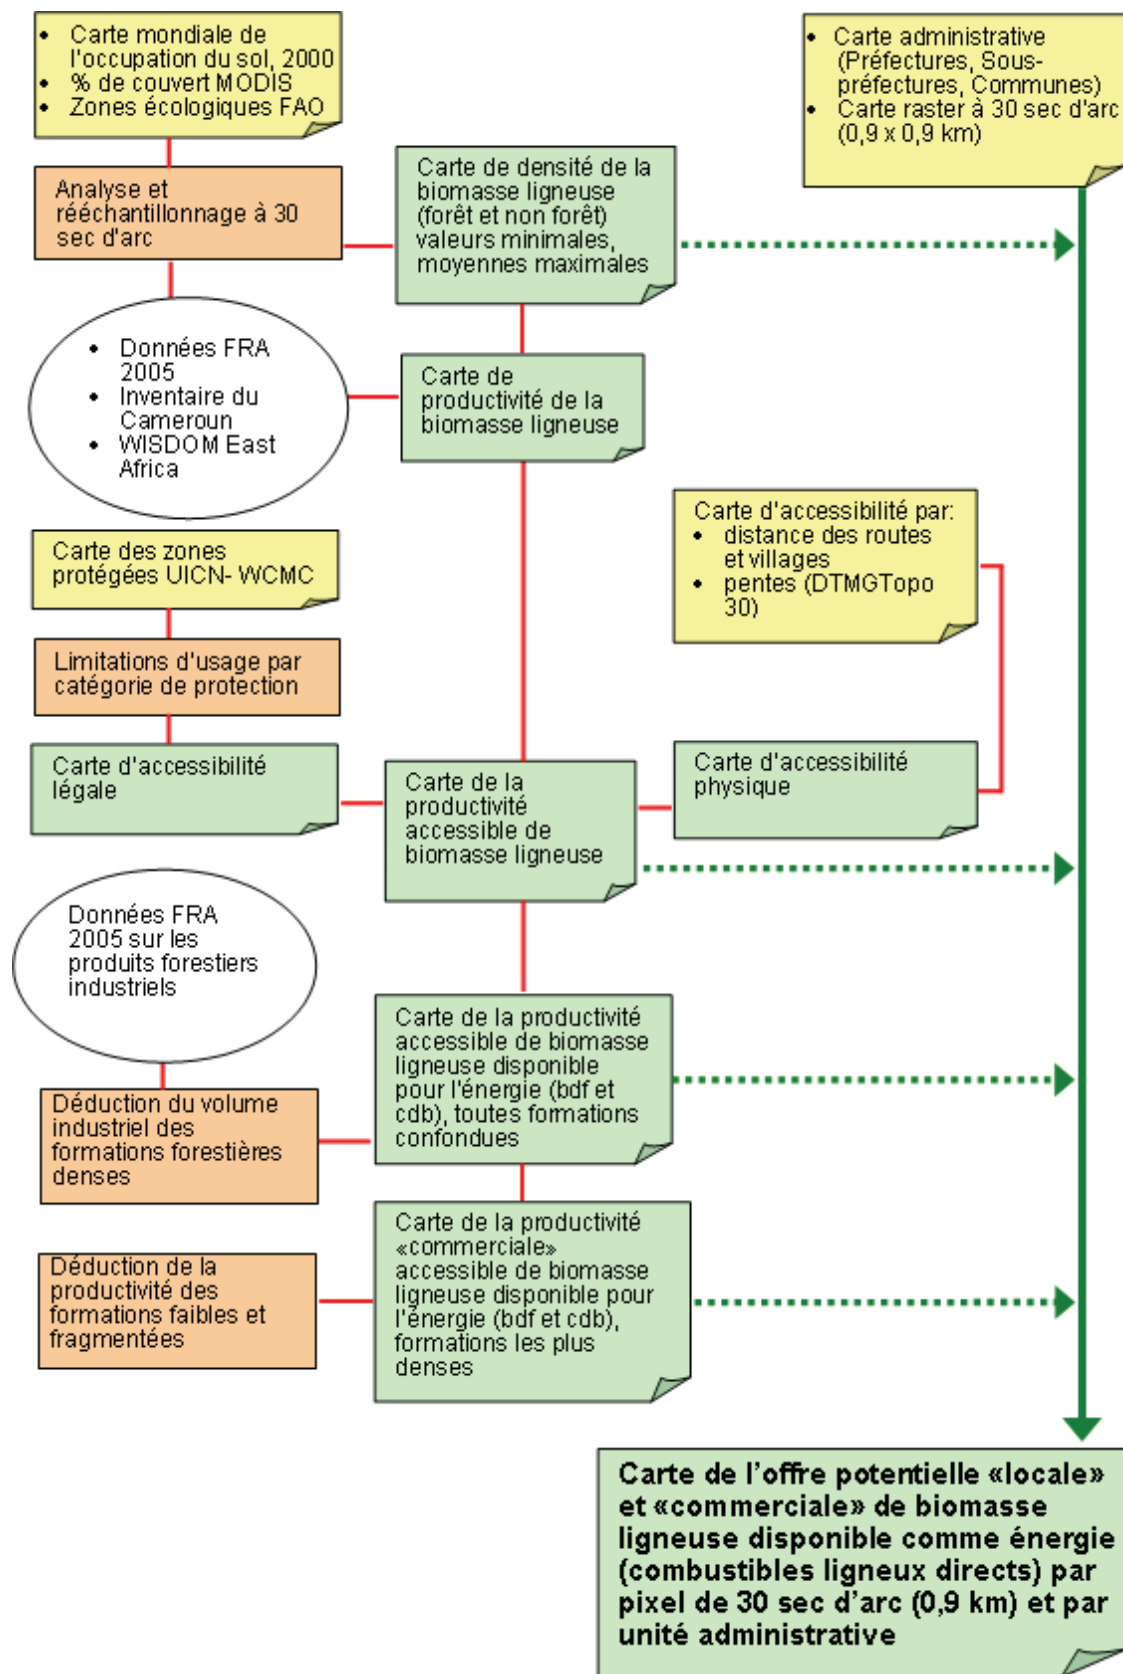 • Carte mondiale de
l'occupation du sol, 2000
• % de couvert MODIS
• Zones écologiques FAO
• Carte administrative
(Préfectures, Sous-
préfectures, Communes)
• Carte raster à 30 sec d'arc
(0,9 x 0,9 km)
Analyse et
rééchantillonnage à 30
sec d'arc
Carte de densité de la
biomasse ligneuse
(forêt et non forêt)
valeurs minimales,
moyennes maximales
• Données FRA
2005
• Inventaire du
Cameroun
• WISDOM East
Africa
Carte de
productivité de la
biomasse ligneuse
Carte des zones
protégées UICN- WCMC
Carte d'accessibilité par:
• distance des routes
et villages
• pentes (DTMGTopo
30)
Limitations d'usage par
catégorie de protection
Carte d'accessibilité
légale
Carte de la
productivité
accessible de
biomasse ligneuse
Carte d'accessibilité
physique
Données FRA
2005 sur les
produits forestiers
industriels
Carte de la productivité
accessible de biomasse
ligneuse disponible
pour l'énergie (bdf et
cdb), toutes formations
confondues
Déduction du volume
industriel des
formations forestières
denses
Carte de la productivité
«commerciale»
accessible de biomasse
ligneuse disponible pour
l'énergie (bdf et cdb),
formations les plus
denses
Déduction de la
productivité des
formations faibles et
fragmentées
Carte de l'offre potentielle «locale»
et «commerciale» de biomasse
ligneuse disponible comme énergie
(combustibles ligneux directs) par
pixel de 30 sec d'arc (0,9 km) et par
unité administrative